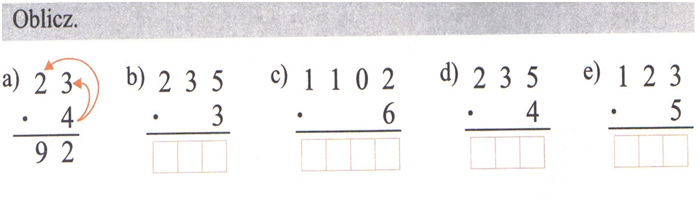 Oblicz.
a) 2 3 b) 2 3 5 c) 1 1 0 2 d) 2 3 5 e) 1 2 3
· 4 · 3 · 6 · 4 · 5
9 2